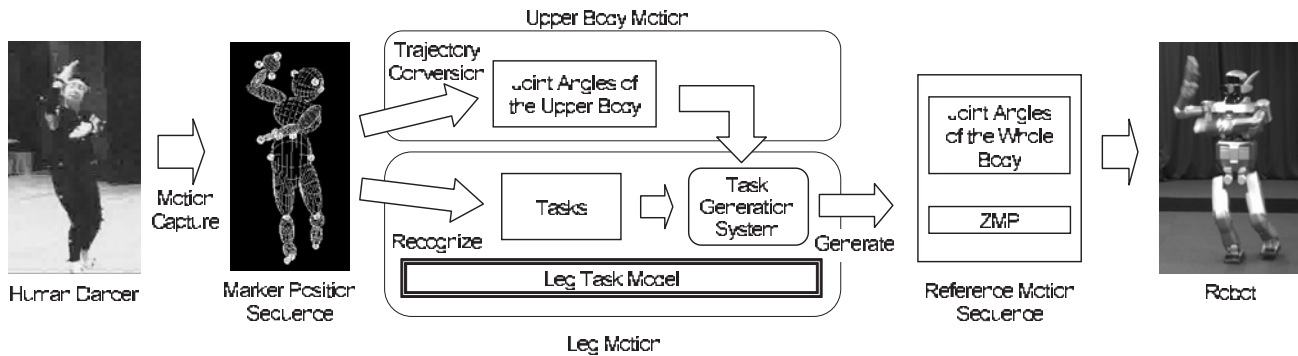 Upper Body Motion
Trajectory
Conversion
Joint Angles of
the Upper Body
Joint Angles
of the Whole
Body
Motion
Capture
Tasks
Task
Generation
System
ZMP
Recognize
Generate
Leg Task Model
Human Dancer
Marker Position
Sequence
Reference Motion
Sequence
Robot
Leg Motion